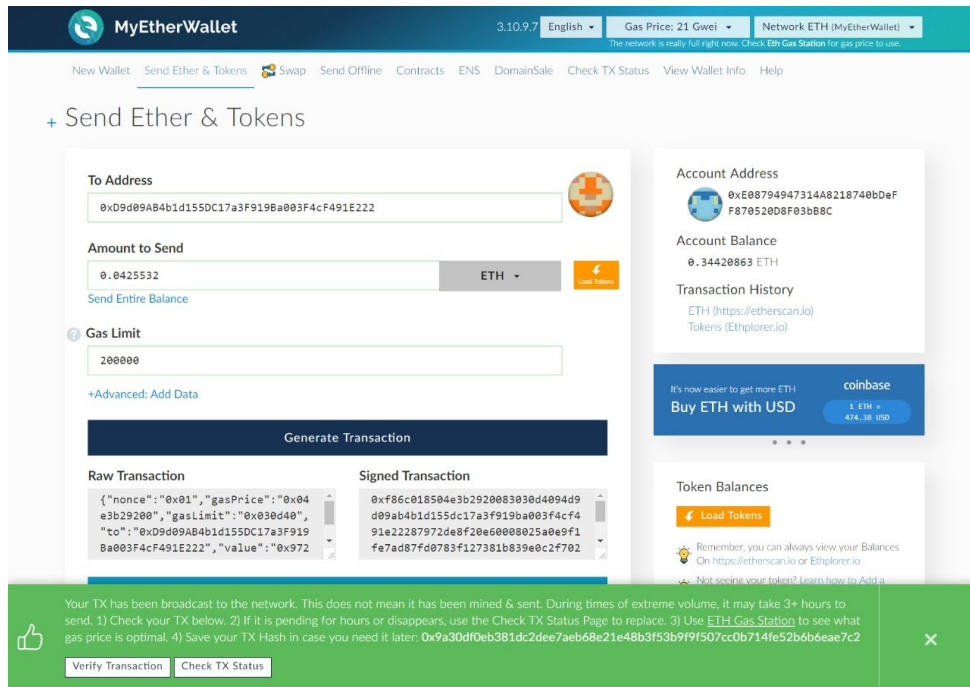 MyEtherWallet
3.10.9.7 English Gas Price: 21 Gwei Network ETH (MyEtherWallet)
The network is really full right now. Check Eth Gas Station for gas price to use.
New Wallet Send Ether & Tokens Swap Send Offline Contracts ENS DomainSale Check TX Status View Wallet Info Help
+ Send Ether & Tokens
To Address
0xD9d09AB4b1d155DC17a3F919Ba003F4cF491E222
Amount to Send
0.0425532
ETH
Load Tokens
Send Entire Balance
? Gas Limit
200000
+Advanced: Add Data
Generate Transaction
Raw Transaction
{"nonce":"0x01","gasPrice":"0x04
e3b29200","gasLimit":"0x030d40",
"to":"0xD9d09AB4b1d155DC17a3F919
Ba003F4cF491E222","value":"0x972
Signed Transaction
0xf86c018504e3b2920083030d4094d9
d09ab4b1d155dc17a3f919ba003f4cf4
91e22287972de8f20e60008025a0e9f1
fe7ad87fd0783f127381b839e0c2f702
Account Address
0xE08794947314A8218740bDeF
F870520D8F03bB8C
Account Balance
0.34420863 ETH
Transaction History
ETH (https://etherscan.io)
Tokens (Ethplorer.io)
It's now easier to get more ETH
Buy ETH with USD
coinbase
1 ETH =
474.38 USD
Token Balances
Load Tokens
Remember, you can always view your Balances
On https://etherscan.io or Ethplorer.io
Not seeing your token? Learn how to Add a
Your TX has been broadcast to the network. This does not mean it has been mined & sent. During times of extreme volume, it may take 3+ hours to
send. 1) Check your TX below. 2) If it is pending for hours or disappears, use the Check TX Status Page to replace. 3) Use ETH Gas Station to see what
gas price is optimal. 4) Save your TX Hash in case you need it later: 0x9a30df0eb381dc2dee7aeb68e21e48b3f53b9f9f507cc0b714fe52b6b6eae7c2
Verify Transaction Check TX Status